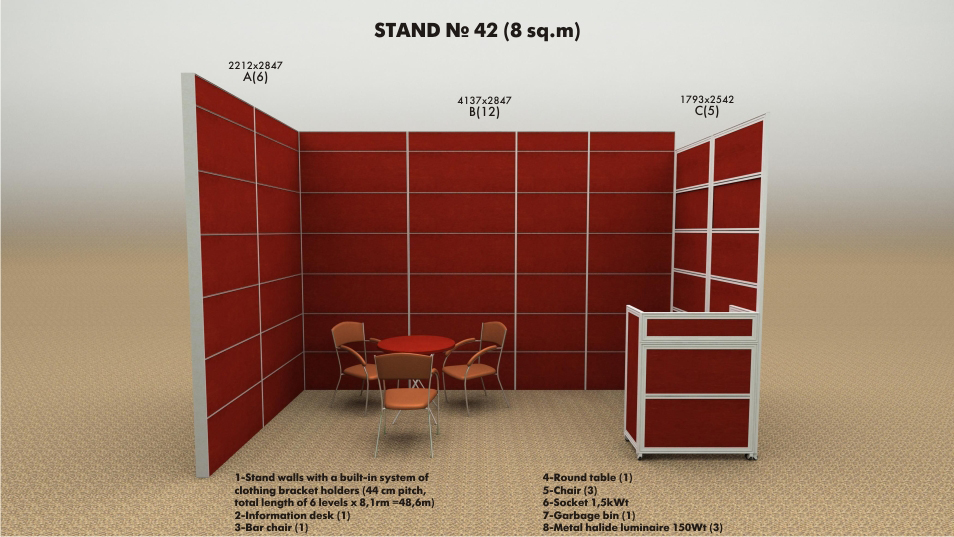 STAND № 42 (8 sq.m)
2212x2847
A(6)
4137x2847
B(12)
1793x2542
C(5)
1-Stand walls with a built-in system of
clothing bracket holders (44 cm pitch,
total length of 6 levels x 8,1rm =48,6m)
2-Information desk (1)
3-Bar chair (1)
4-Round table (1)
5-Chair (3)
6-Socket 1,5kWt
7-Garbage bin (1)
8-Metal halide luminaire 150Wt (3)